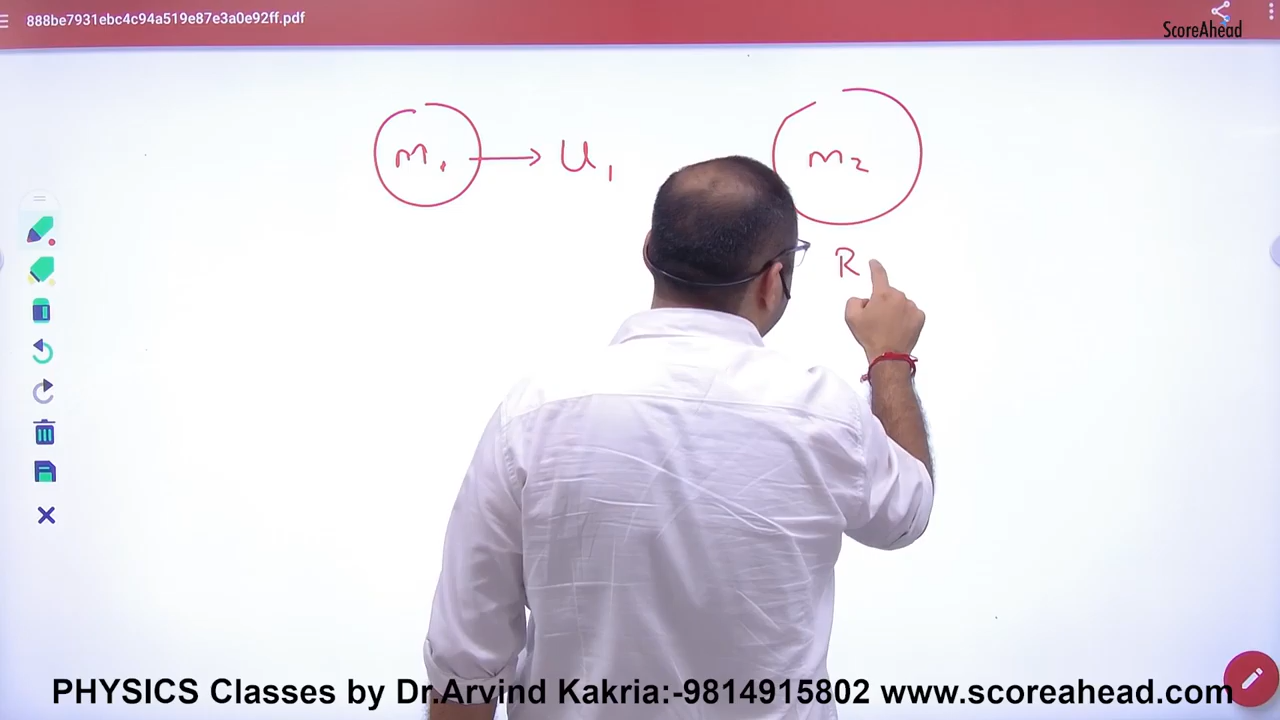 888be7931ebc4c94a519e87e3a0e92ff.pdf
ScoreAhead
m1 → U1
m2
R
PHYSICS Classes by Dr.Arvind Kakria:-9814915802 www.scoreahead.com